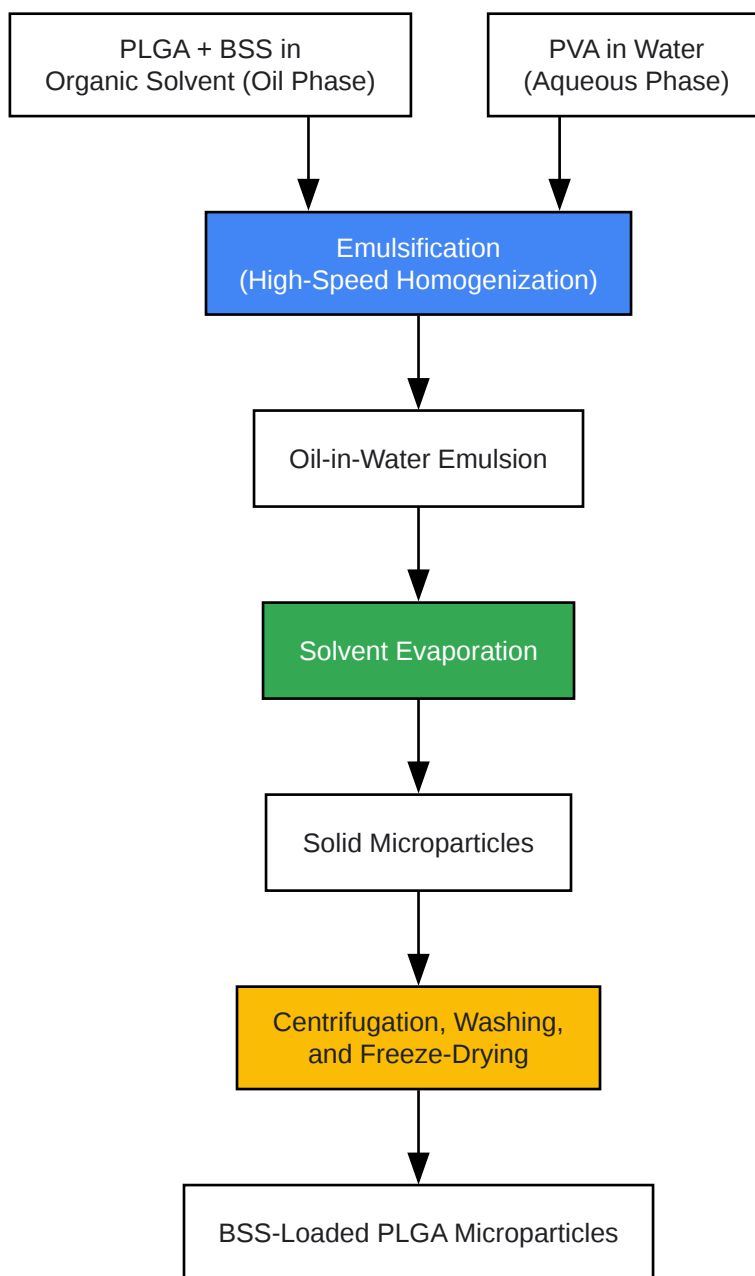 PLGA + BSS in
Organic Solvent (Oil Phase)
PVA in Water
(Aqueous Phase)
Emulsification
(High-Speed Homogenization)
Oil-in-Water Emulsion
Solvent Evaporation
Solid Microparticles
Centrifugation, Washing,
and Freeze-Drying
BSS-Loaded PLGA Microparticles